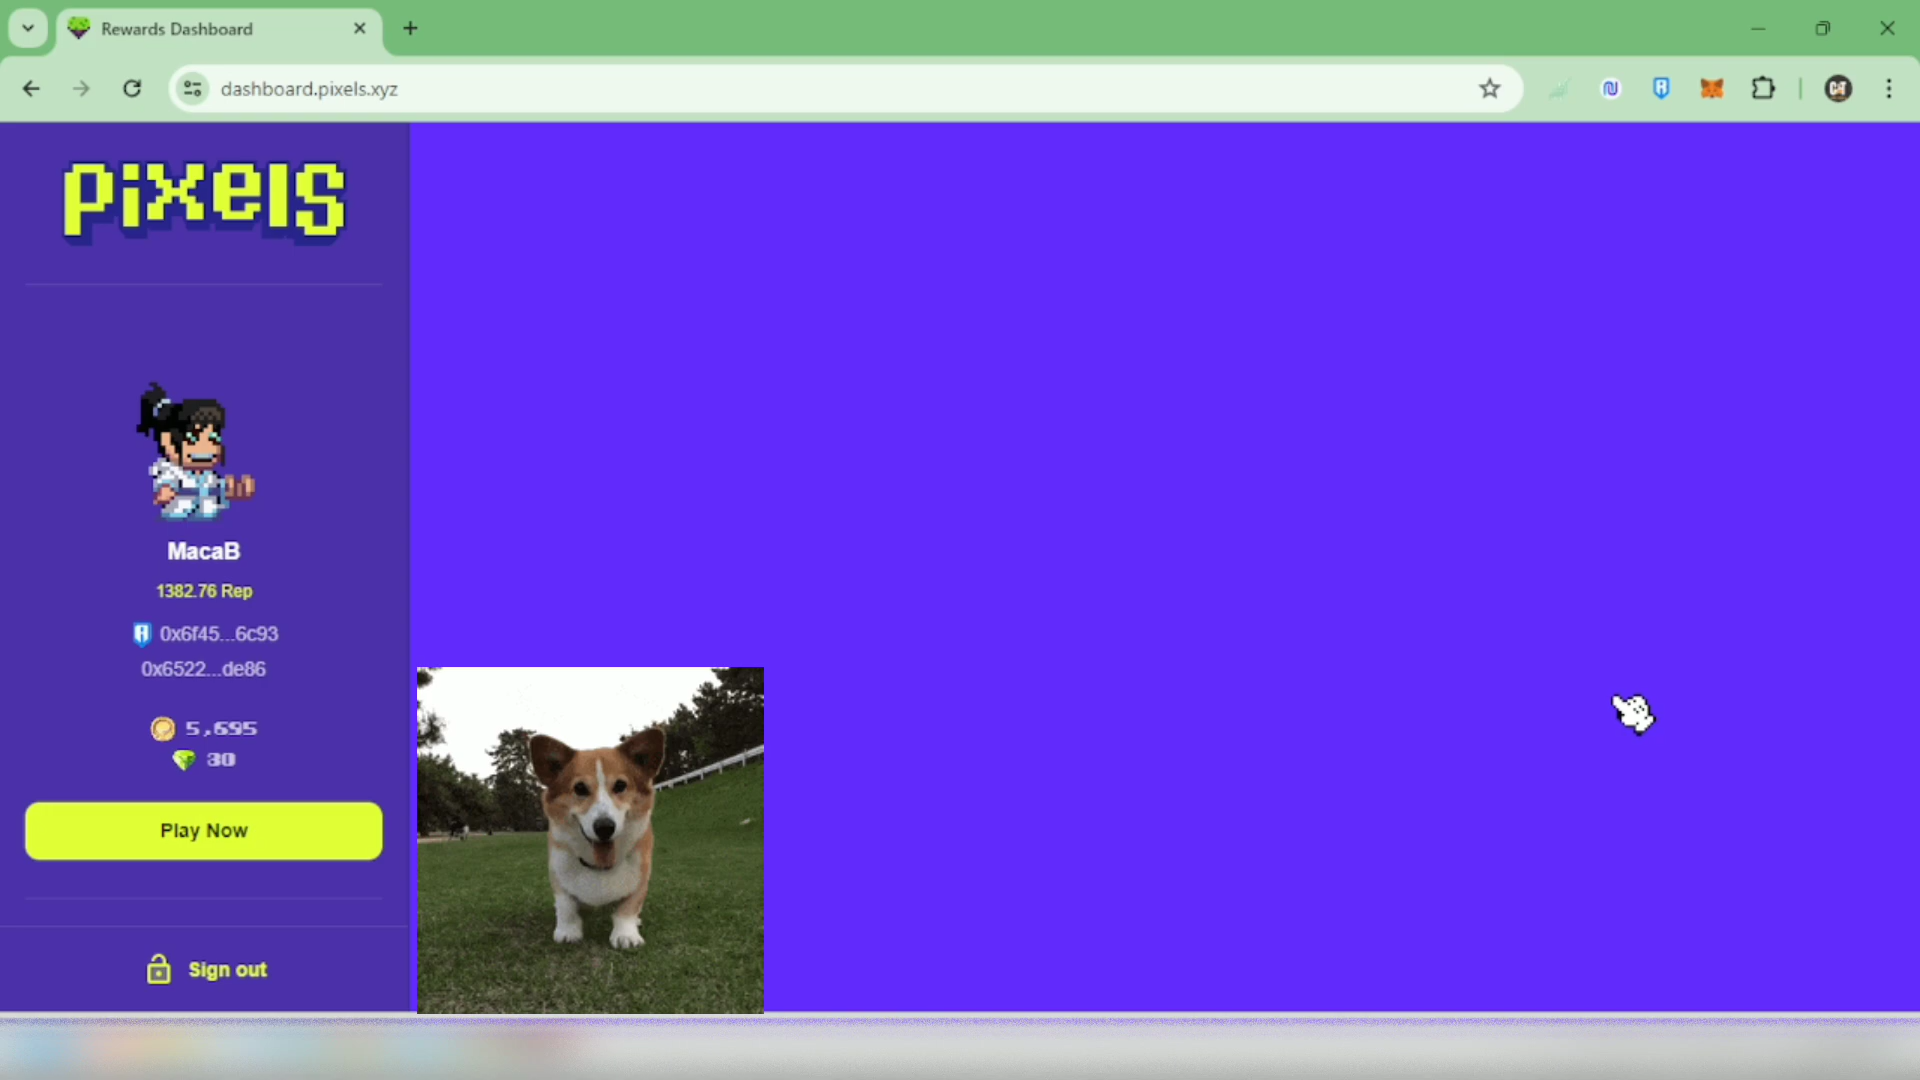 Rewards Dashboard
dashboard.pixels.xyz
pixels
MacaB
1382.76 Rep
0x6f45...6c93
0x6522...de86
5,695
30
Play Now
Sign out